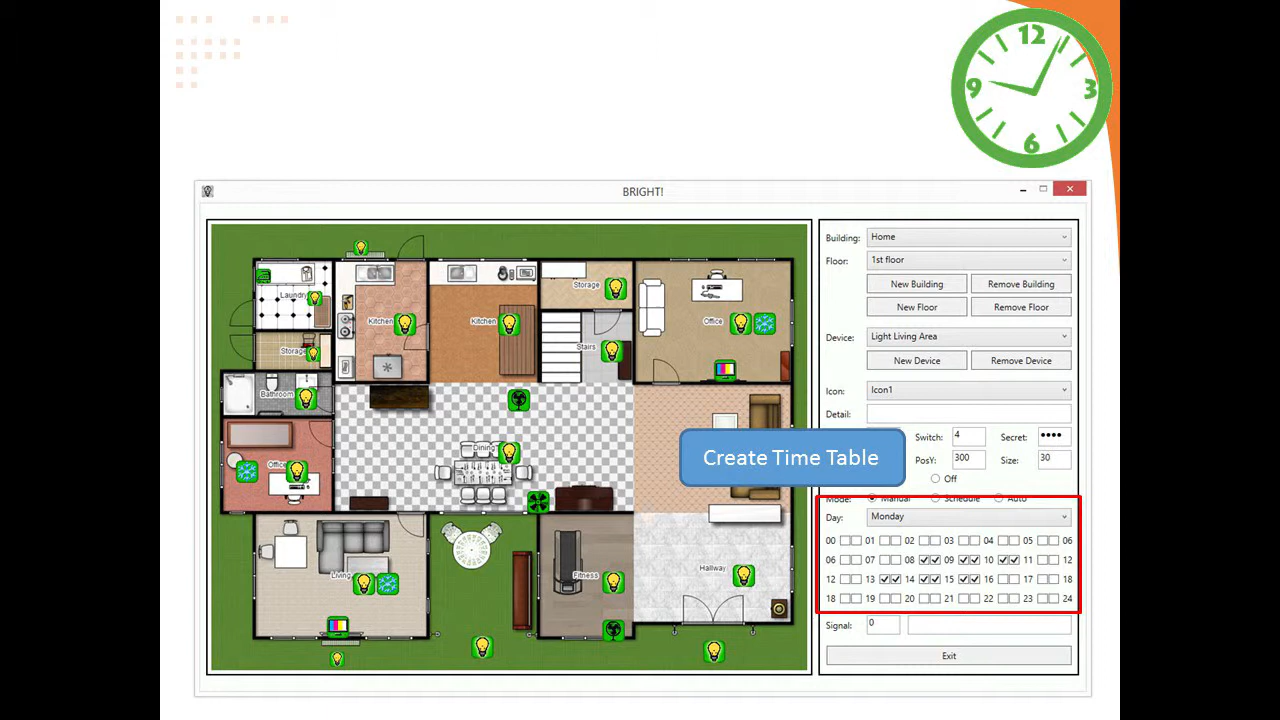 12
9
3
6
BRIGHT!
Building: Home
Floor: 1st floor
New Building Remove Building
New Floor Remove Floor
Device: Light Living Area
New Device Remove Device
Icon: Icon1
Detail:
Switch: 4 Secret: ●●●●
PosY: 300 Size: 30
Off
Mode: Manual Schedule Auto
Day: Monday
00 01 02 03 04 05 06
06 07 08 09 10 11 12
12 13 14 15 16 17 18
18 19 20 21 22 23 24
Signal: 0
Exit
Create Time Table
Laundry
Kitchen
Kitchen
Storage
Office
Stairs
Storage
Bathroom
Dining
Office
Living
Fitness
Hallway